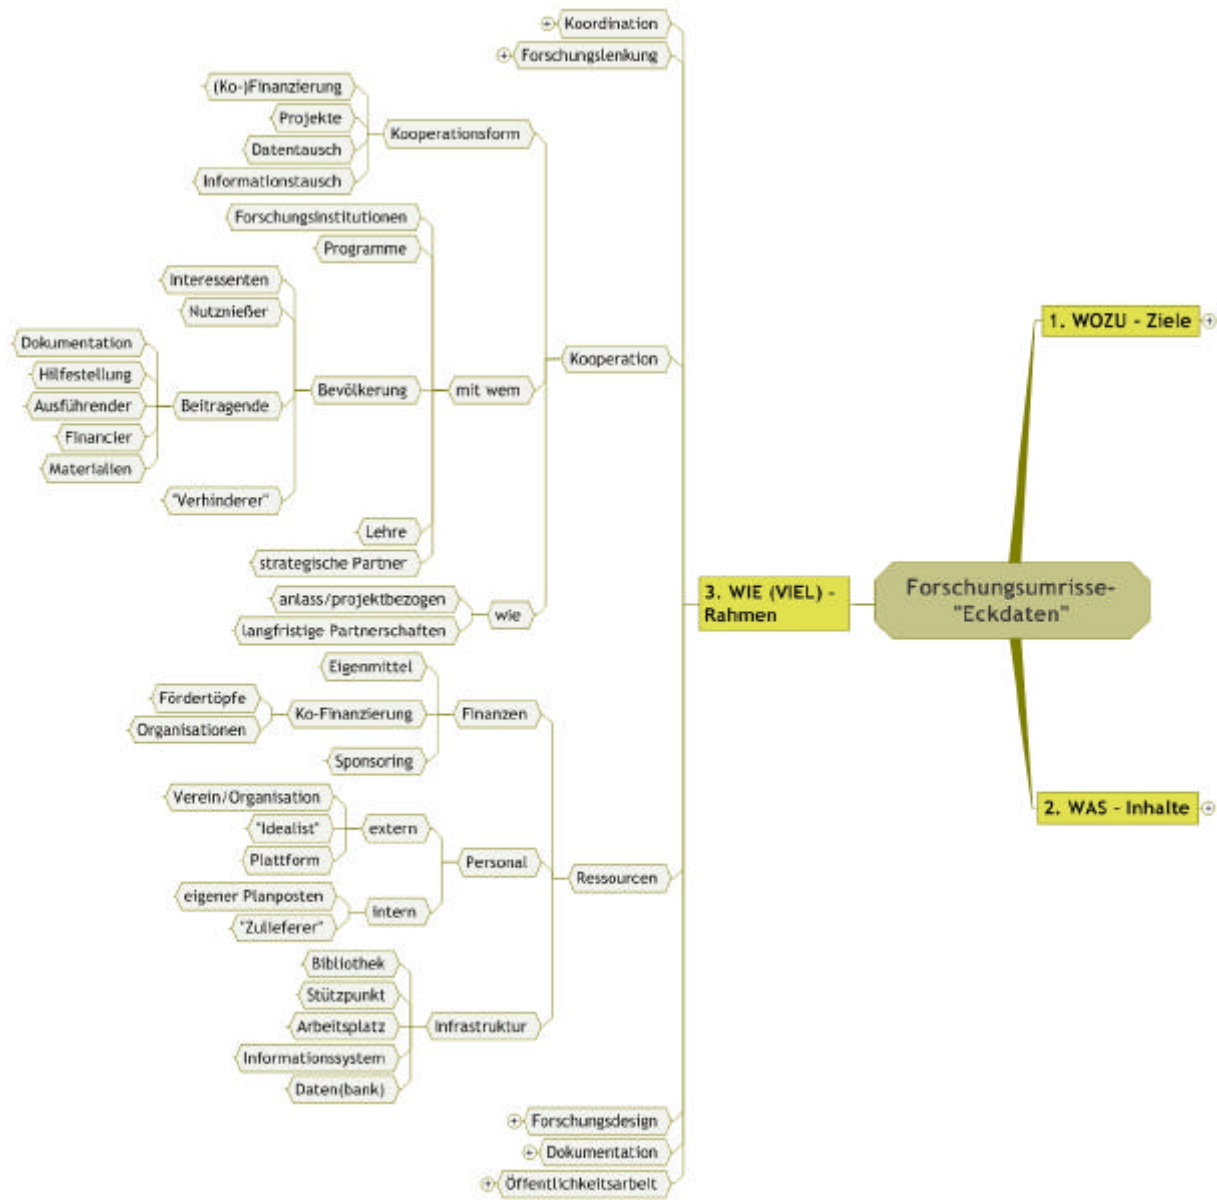 Koordination
Forschungslenkung
(Ko-)Finanzierung
Projekte
Kooperationsform
Datentausch
Informationstausch
Forschungsinstitutionen
Programme
Interessenten
Nutznießer
Dokumentation
Hilfestellung
Ausführender
Financier
Materialien
Beitragende
"Verhinderer"
Bevölkerung
mit wem
Kooperation
Lehre
strategische Partner
anlass/projektbezogen
langfristige Partnerschaften
wie
Eigenmittel
Fördertöpfe
Organisationen
Ko-Finanzierung
Finanzen
Sponsoring
Verein/Organisation
"Idealist"
Plattform
extern
Personal
eigener Planposten
"Zulieferer"
intern
Ressourcen
Bibliothek
Stützpunkt
Arbeitsplatz
Informationssystem
Daten(bank)
Infrastruktur
Forschungsdesign
Dokumentation
Öffentlichkeitsarbeit
3. WIE (VIEL) -
Rahmen
Forschungsumrisse-
"Eckdaten"
1. WOZU - Ziele
2. WAS - Inhalte